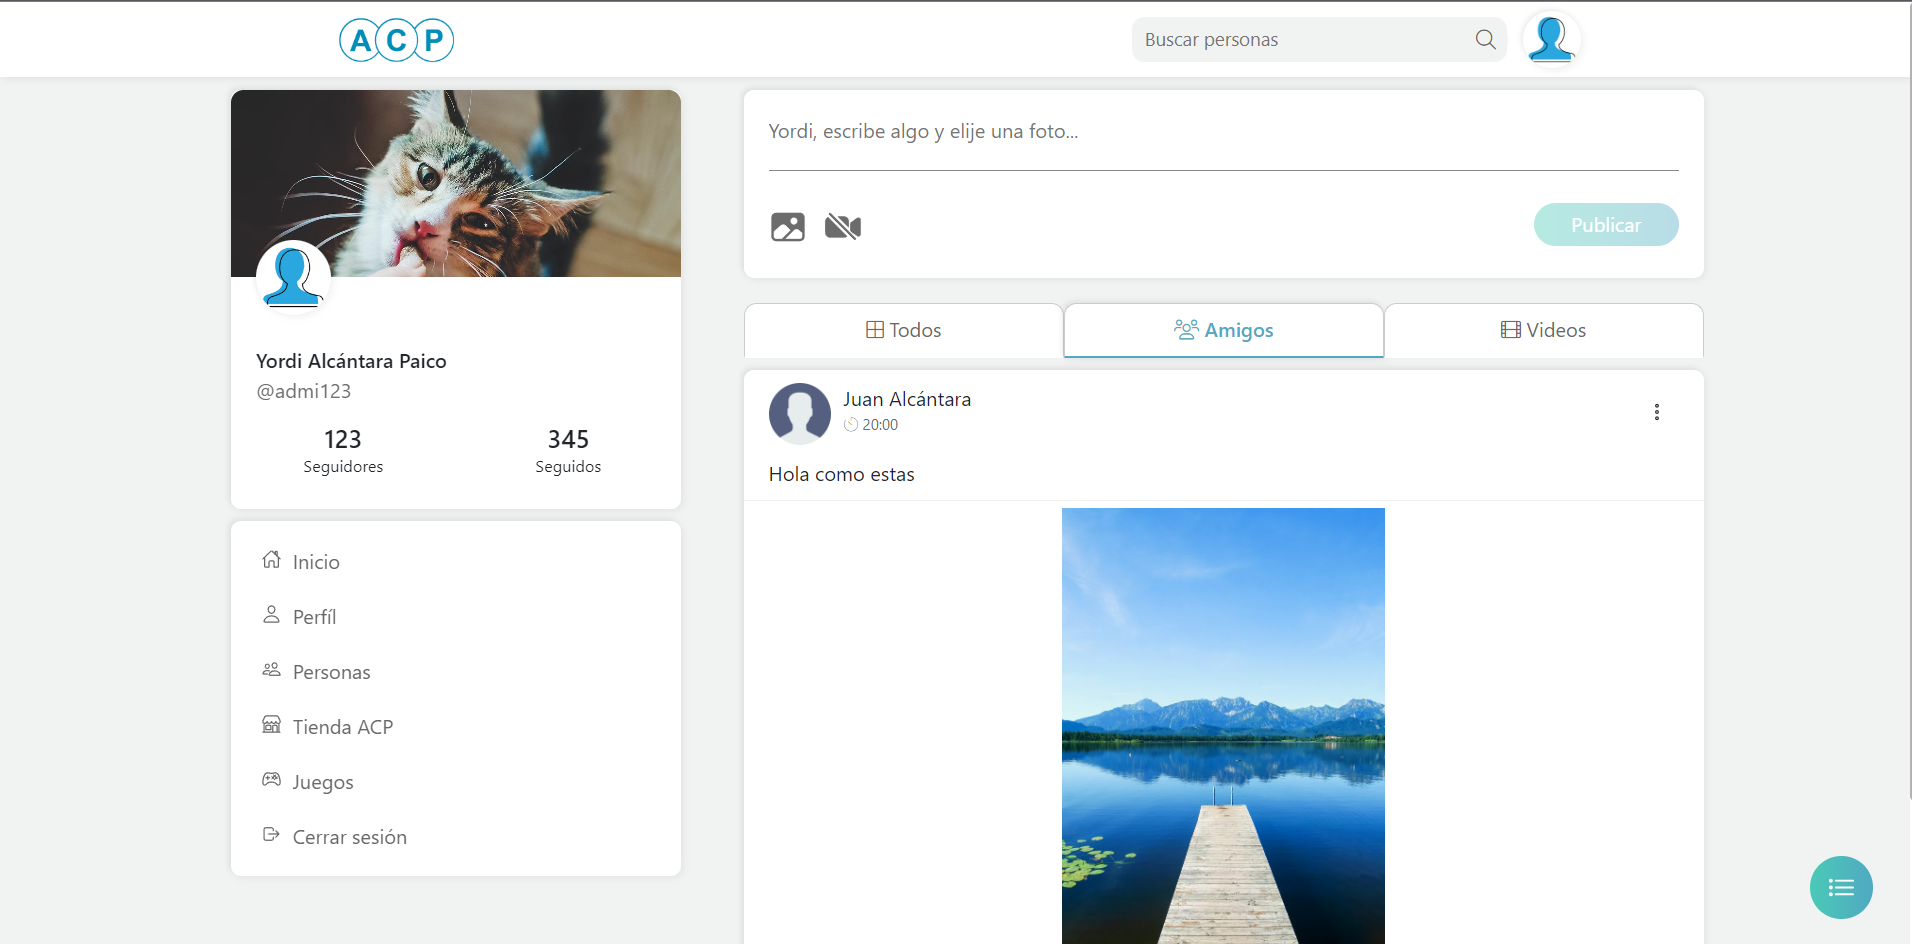 ACP
Buscar personas
Yordi, escribe algo y elije una foto...
Publicar
Yordi Alcántara Paico
@admi123
123
Seguidores
345
Seguidos
Inicio
Perfíl
Personas
Tienda ACP
Juegos
Cerrar sesión
Todos
Amigos
Videos
Juan Alcántara
20:00
Hola como estas